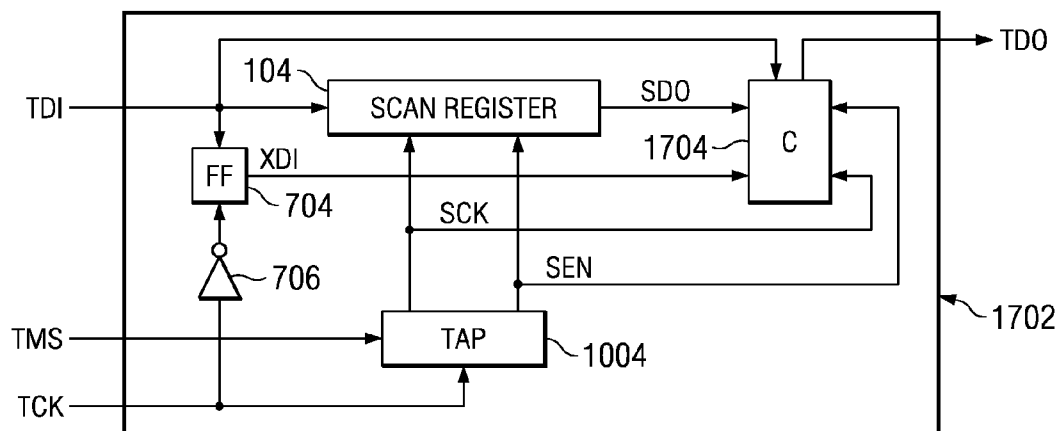 TDO
104
SDO
TDI
SCAN REGISTER
1704
C
FF
XDI
704
SCK
706
SEN
1702
TMS
TAP
1004
TCK